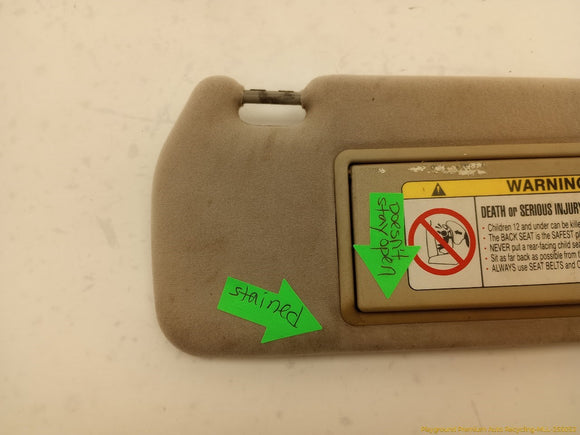 WARNING
DEATH or SERIOUS INJURY
· Children 12 and under can be killed
· The BACK SEAT is the SAFEST
· NEVER put a rear-facing child
· Sit as far back as possible from
· ALWAYS use SEAT BELTS and
Doesn't
stay open
stained